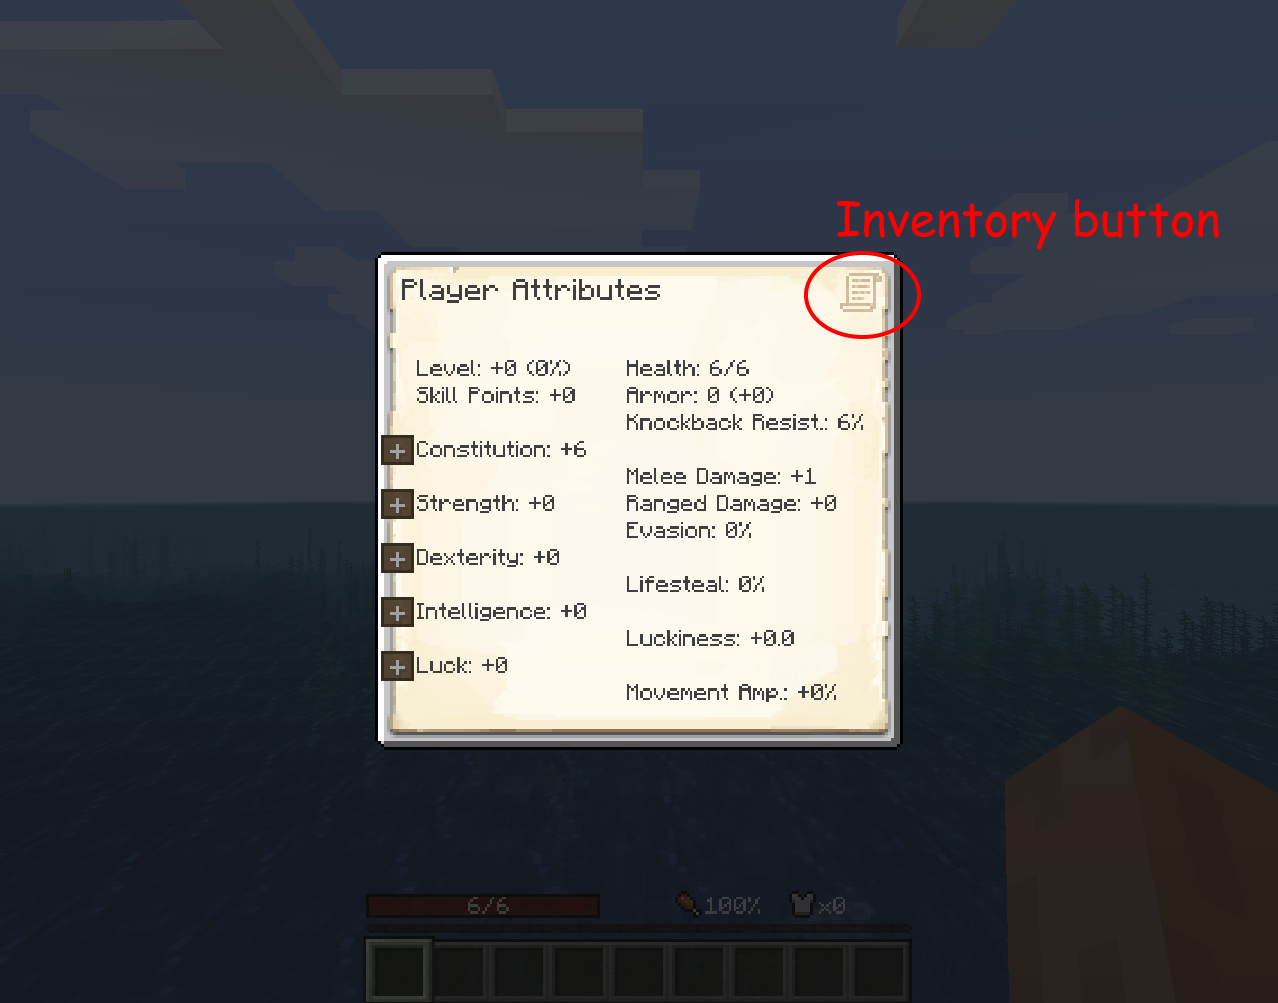 Inventory button
Player Attributes
Level: +0 (0%)
Skill Points: +0
Constitution: +6
Strength: +0
Dexterity: +0
Intelligence: +0
Luck: +0
Health: 6/6
Armor: 0 (+0)
Knockback Resist.: 6%
Melee Damage: +1
Ranged Damage: +0
Evasion: 0%
Lifesteal: 0%
Luckiness: +0.0
Movement Amp.: +0%
6/6
100%
x0